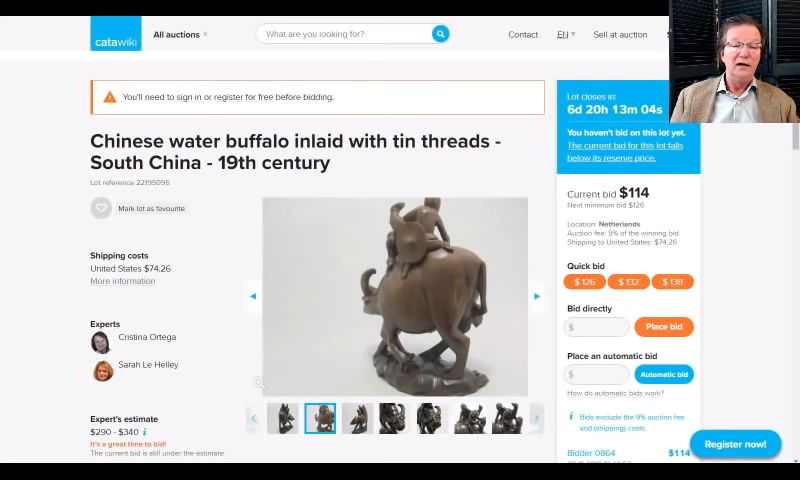 catawiki
All auctions
What are you looking for?
Contact
EN
Sell at auction
You'll need to sign in or register for free before bidding.
Chinese water buffalo inlaid with tin threads -
South China - 19th century
Lot reference 22195095
Mark lot as favourite
Shipping costs
United States $74.26
More information
Experts
Cristina Ortega
Sarah Le Helley
Expert's estimate
$290 - $340
It's a great time to bid!
The current bid is still under the estimate
Lot closes in:
6d 20h 13m 04s
You haven't bid on this lot yet.
The current bid for this lot falls
below its reserve price.
Current bid $114
Next minimum bid $126
Location: Netherlands
Auction fee: 9% of the winning bid
Shipping to United States: $74.26
Quick bid
$ 126
$ 132
$ 138
Bid directly
$
Place bid
Place an automatic bid
$
Automatic bid
How do automatic bids work?
Bids exclude the 9% auction fee
and (shipping) costs.
Register now!
Bidder 0864
$114